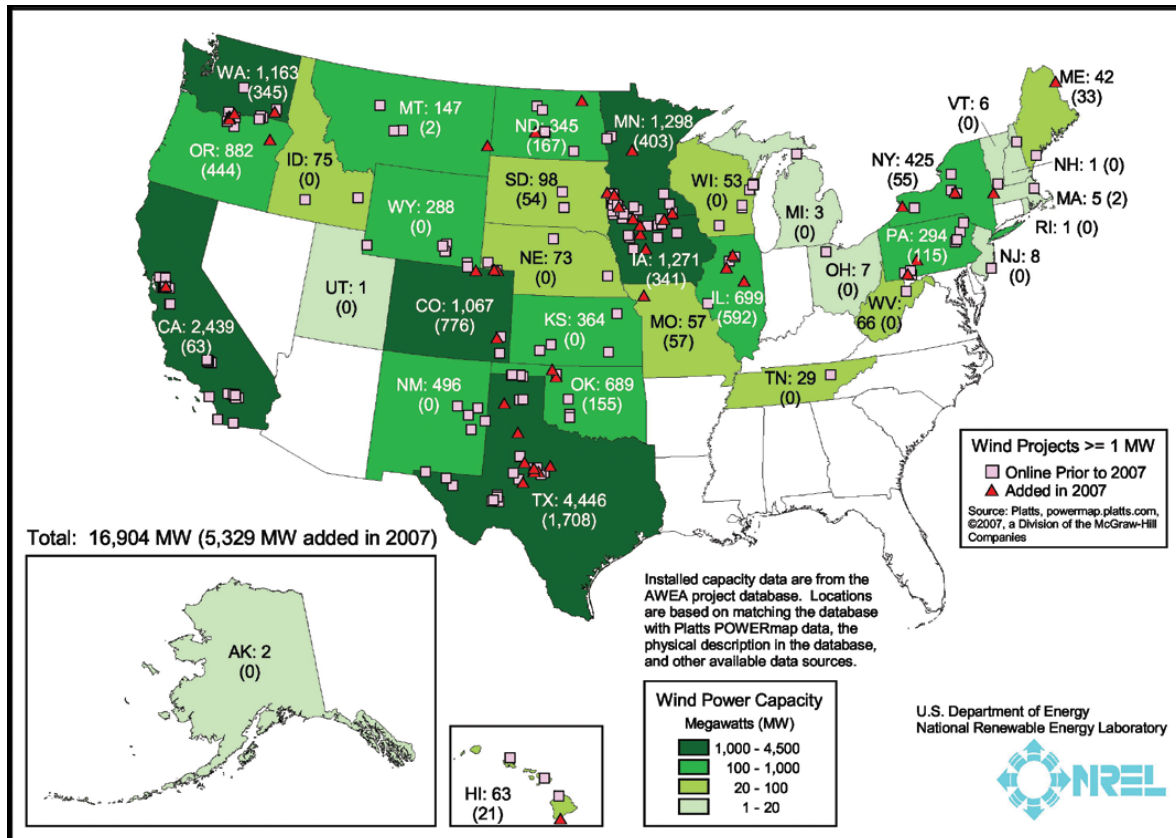 WA: 1,163
(345)
MT: 147
(2)
ND: 345
(167)
MN: 1,298
(403)
ME: 42
(33)
VT: 6
(0)
OR: 882
(444)
ID: 75
(0)
SD: 98
(54)
WI: 53
(0)
NY: 425
(55)
NH: 1 (0)
MA: 5 (2)
RI: 1 (0)
WY: 288
(0)
MI: 3
(0)
PA: 294
(115)
NJ: 8
(0)
NE: 73
(0)
IA: 1,271
(341)
OH: 7
(0)
UT: 1
(0)
CO: 1,067
(776)
IL: 699
(592)
WV:
66 (0)
CA: 2,439
(63)
KS: 364
(0)
MO: 57
(57)
NM: 496
(0)
OK: 689
(155)
TN: 29
(0)
TX: 4,446
(1,708)
Wind Projects >= 1 MW
Online Prior to 2007
Added in 2007
Source: Platts, powermap.platts.com,
©2007, a Division of the McGraw-Hill
Companies
Total: 16,904 MW (5,329 MW added in 2007)
AK: 2
(0)
HI: 63
(21)
Installed capacity data are from the
AWEA project database. Locations
are based on matching the database
with Platts POWERmap data, the
physical description in the database,
and other available data sources.
Wind Power Capacity
Megawatts (MW)
1,000 - 4,500
100 - 1,000
20 - 100
1 - 20
U.S. Department of Energy
National Renewable Energy Laboratory
NREL